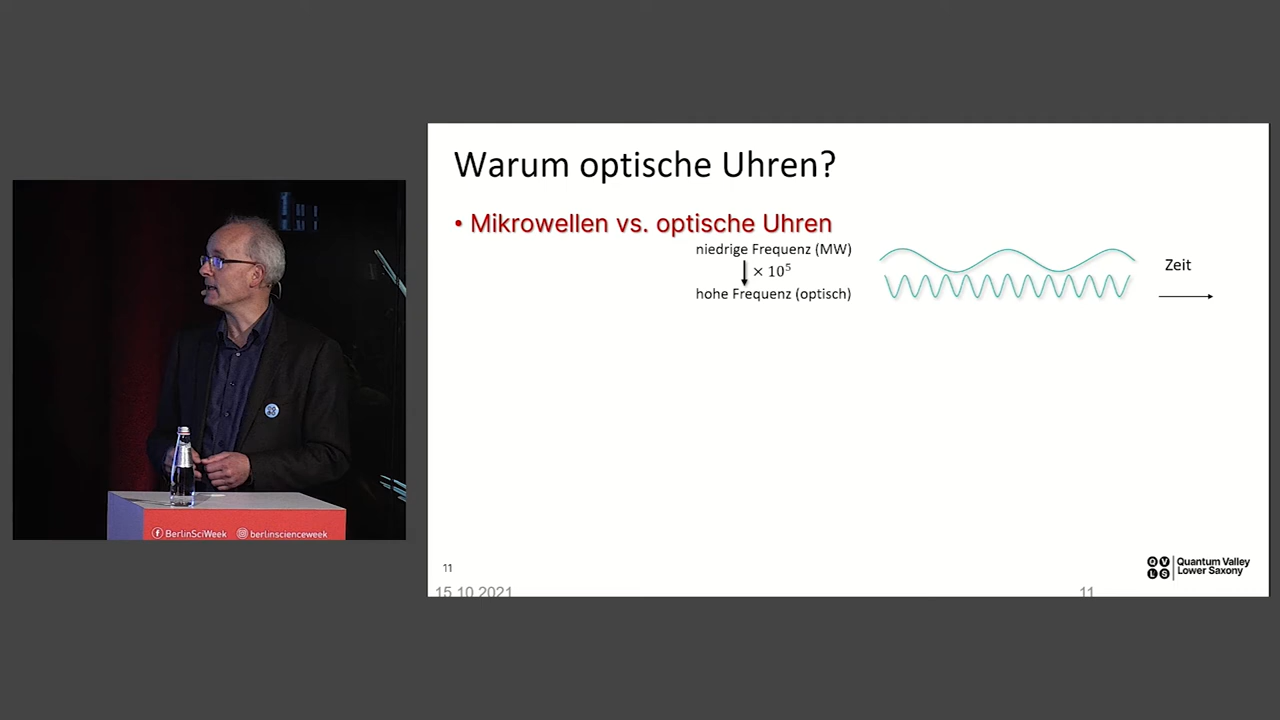 Warum optische Uhren?
• Mikrowellen vs. optische Uhren
niedrige Frequenz (MW)
× 10⁵
hohe Frequenz (optisch)
Zeit
BerlinSciWeek berlinscienceweek
11
15.10.2021
11
QVLS
Quantum Valley
Lower Saxony